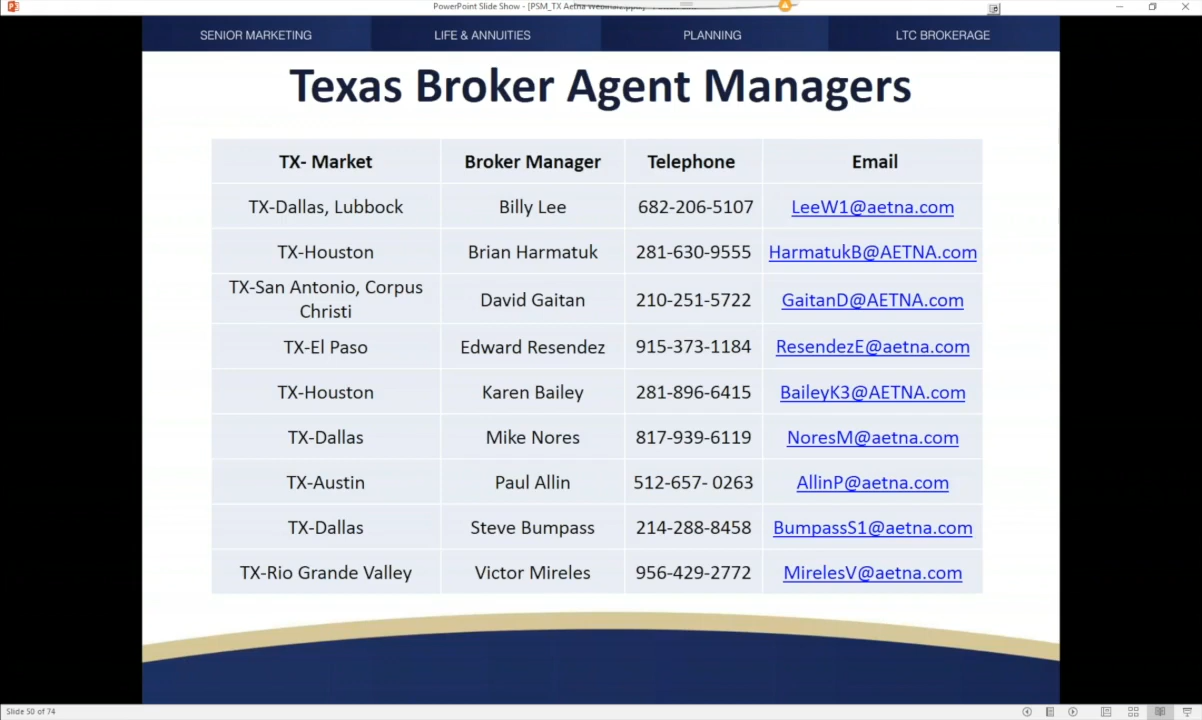 PowerPoint Slide Show - [PSM_TX Aetna
SENIOR MARKETING LIFE & ANNUITIES PLANNING LTC BROKERAGE
Texas Broker Agent Managers
TX- Market Broker Manager Telephone Email
TX-Dallas, Lubbock Billy Lee 682-206-5107 LeeW1@aetna.com
TX-Houston Brian Harmatuk 281-630-9555 HarmatukB@AETNA.com
TX-San Antonio, Corpus
Christi David Gaitan 210-251-5722 GaitanD@AETNA.com
TX-El Paso Edward Resendez 915-373-1184 ResendezE@aetna.com
TX-Houston Karen Bailey 281-896-6415 BaileyK3@AETNA.com
TX-Dallas Mike Nores 817-939-6119 NoresM@aetna.com
TX-Austin Paul Allin 512-657- 0263 AllinP@aetna.com
TX-Dallas Steve Bumpass 214-288-8458 BumpassS1@aetna.com
TX-Rio Grande Valley Victor Mireles 956-429-2772 MirelesV@aetna.com
Slide 50 of 74